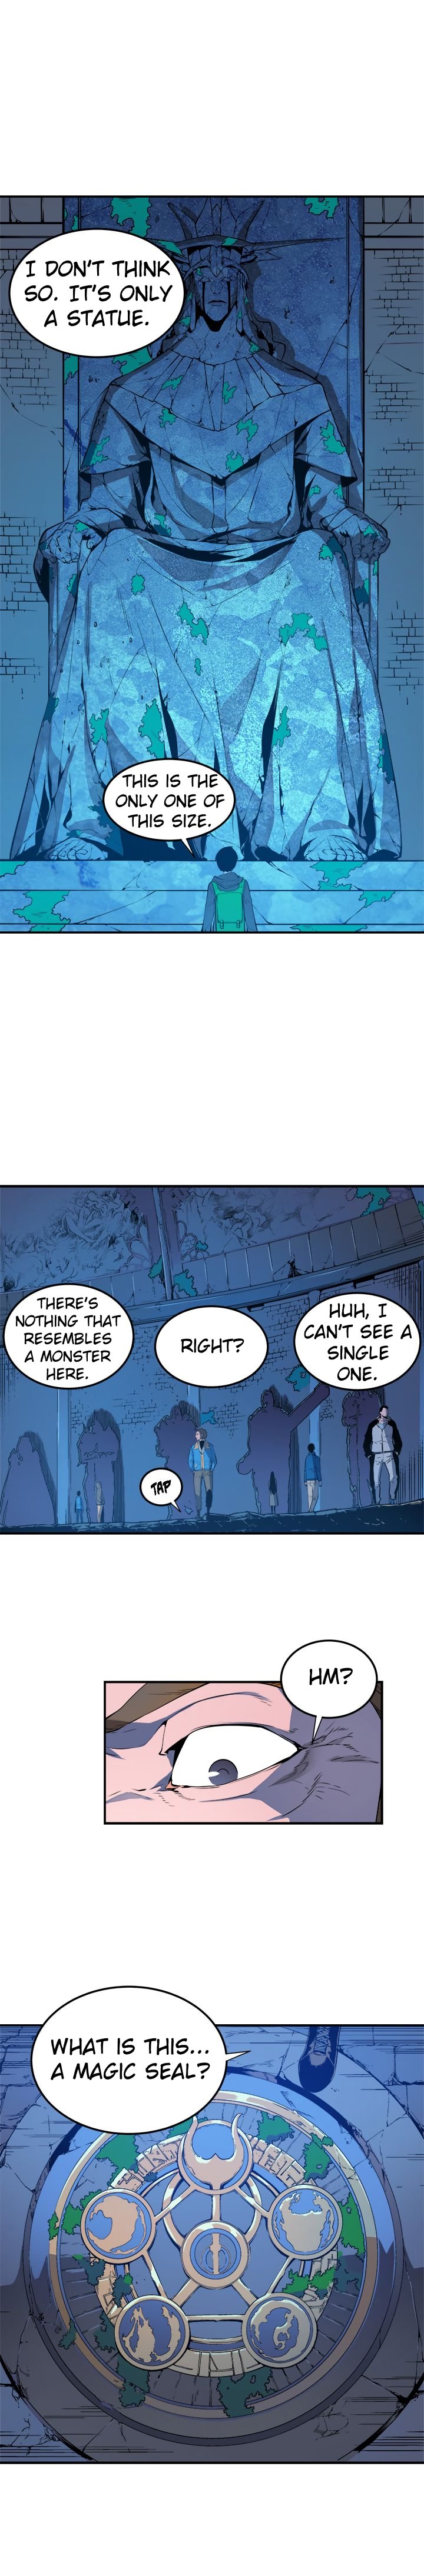 I DON'T THINK
SO. IT'S ONLY
A STATUE.
THIS IS THE
ONLY ONE OF
THIS SIZE.
THERE'S
NOTHING THAT
RESEMBLES
A MONSTER
HERE.
RIGHT?
HUH, I
CAN'T SEE A
SINGLE
ONE.
TAP
HM?
WHAT IS THIS...
A MAGIC SEAL?